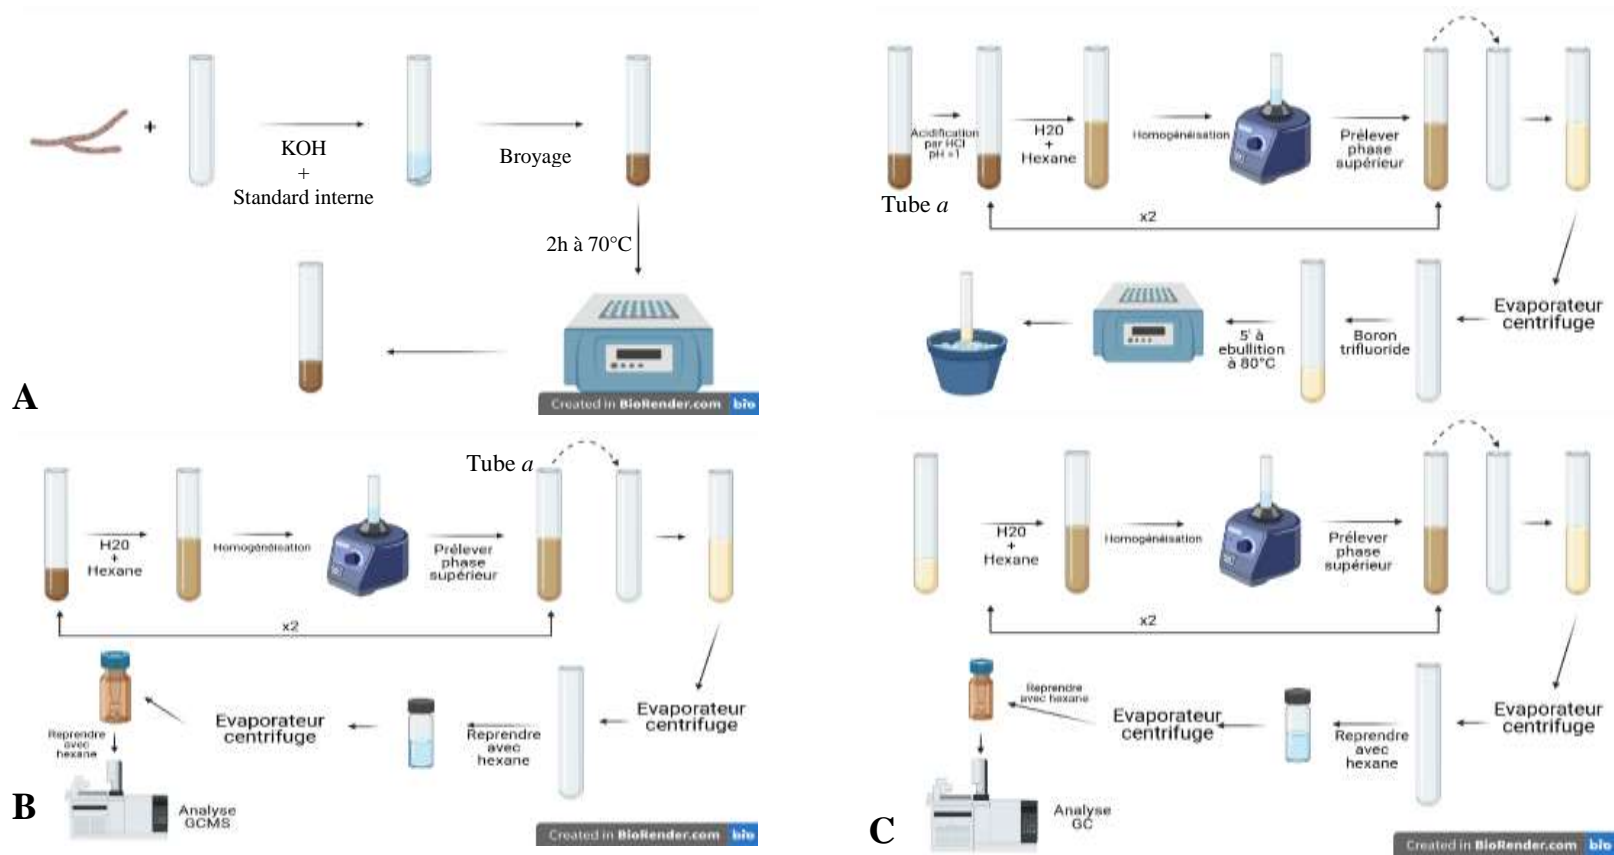 KOH
+
Standard interne
+
Broyage
2h à 70°C
A
Created in BioRender.com bio
Acidification
par HCl
pH =1
H20
+
Hexane
Homogénéisation
Prélever
phase
supérieur
Tube a
x2
Evaporateur
centrifuge
Boron
trifluoride
5' à
ebullition
à 80°C
H20
+
Hexane
Homogénéisation
Prélever
phase
supérieur
Tube a
x2
Evaporateur
centrifuge
Reprendre
avec
hexane
Evaporateur
centrifuge
Reprendre
avec
hexane
Analyse
GCMS
B
Created in BioRender.com bio
H20
+
Hexane
Homogénéisation
Prélever
phase
supérieur
x2
Evaporateur
centrifuge
Reprendre
avec
hexane
Evaporateur
centrifuge
Reprendre
avec hexane
Analyse
GC
C
Created in BioRender.com bio